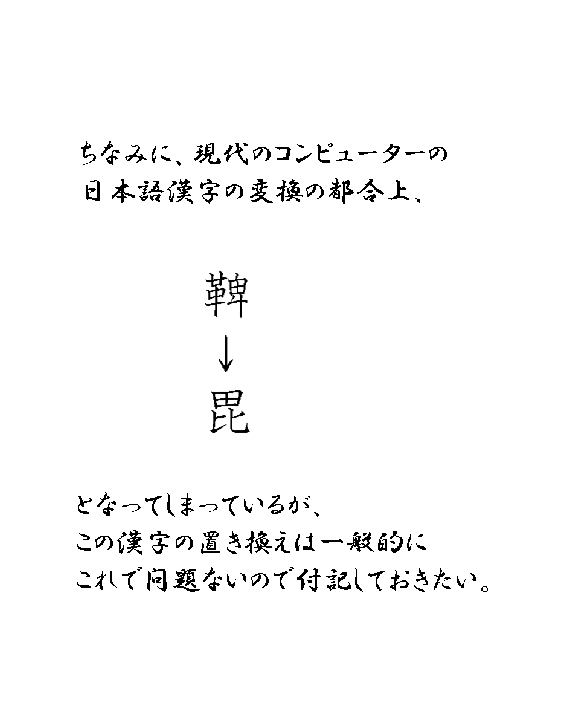 ちなみに、現代のコンピューターの
日本語漢字の変換の都合上、
鞞
↓
毘
となってしまっているが、
この漢字の置き換えは一般的に
これで問題ないので付記しておきたい。